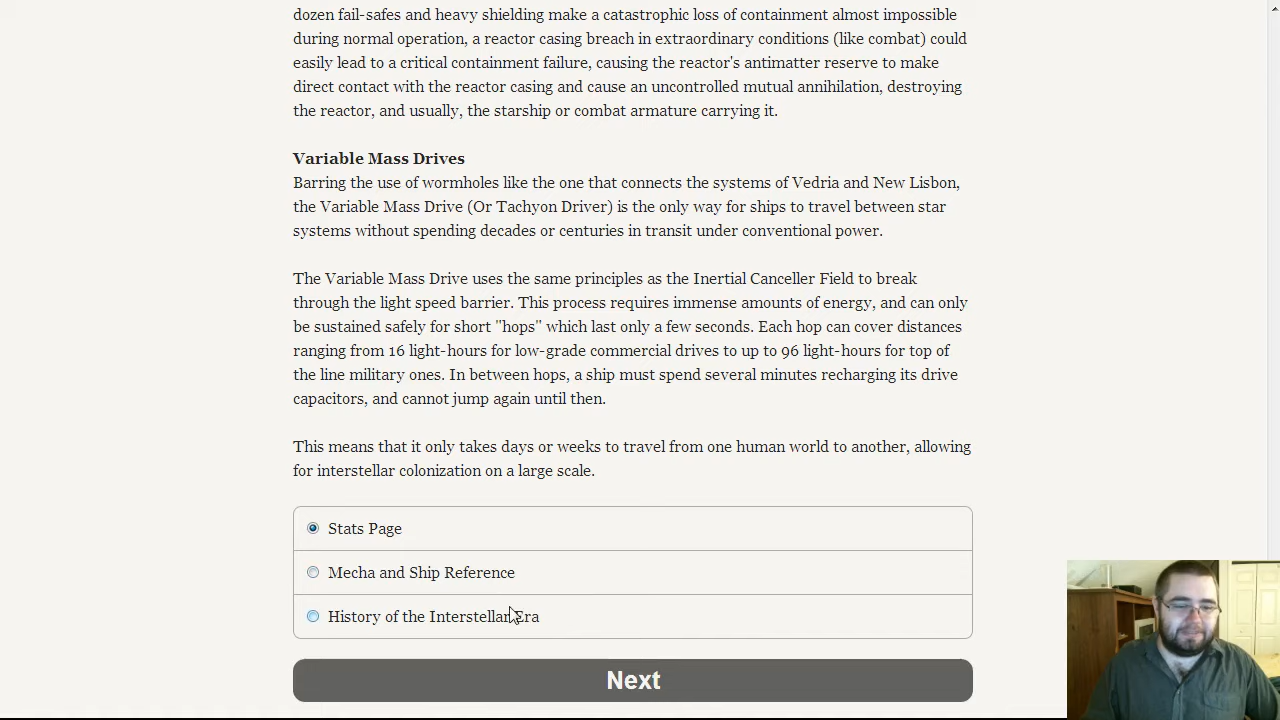 dozen fail-safes and heavy shielding make a catastrophic loss of containment almost impossible
during normal operation, a reactor casing breach in extraordinary conditions (like combat) could
easily lead to a critical containment failure, causing the reactor's antimatter reserve to make
direct contact with the reactor casing and cause an uncontrolled mutual annihilation, destroying
the reactor, and usually, the starship or combat armature carrying it.
Variable Mass Drives
Barring the use of wormholes like the one that connects the systems of Vedria and New Lisbon,
the Variable Mass Drive (Or Tachyon Driver) is the only way for ships to travel between star
systems without spending decades or centuries in transit under conventional power.
The Variable Mass Drive uses the same principles as the Inertial Canceller Field to break
through the light speed barrier. This process requires immense amounts of energy, and can only
be sustained safely for short "hops" which last only a few seconds. Each hop can cover distances
ranging from 16 light-hours for low-grade commercial drives to up to 96 light-hours for top of
the line military ones. In between hops, a ship must spend several minutes recharging its drive
capacitors, and cannot jump again until then.
This means that it only takes days or weeks to travel from one human world to another, allowing
for interstellar colonization on a large scale.
Stats Page
Mecha and Ship Reference
History of the Interstellar Era
Next